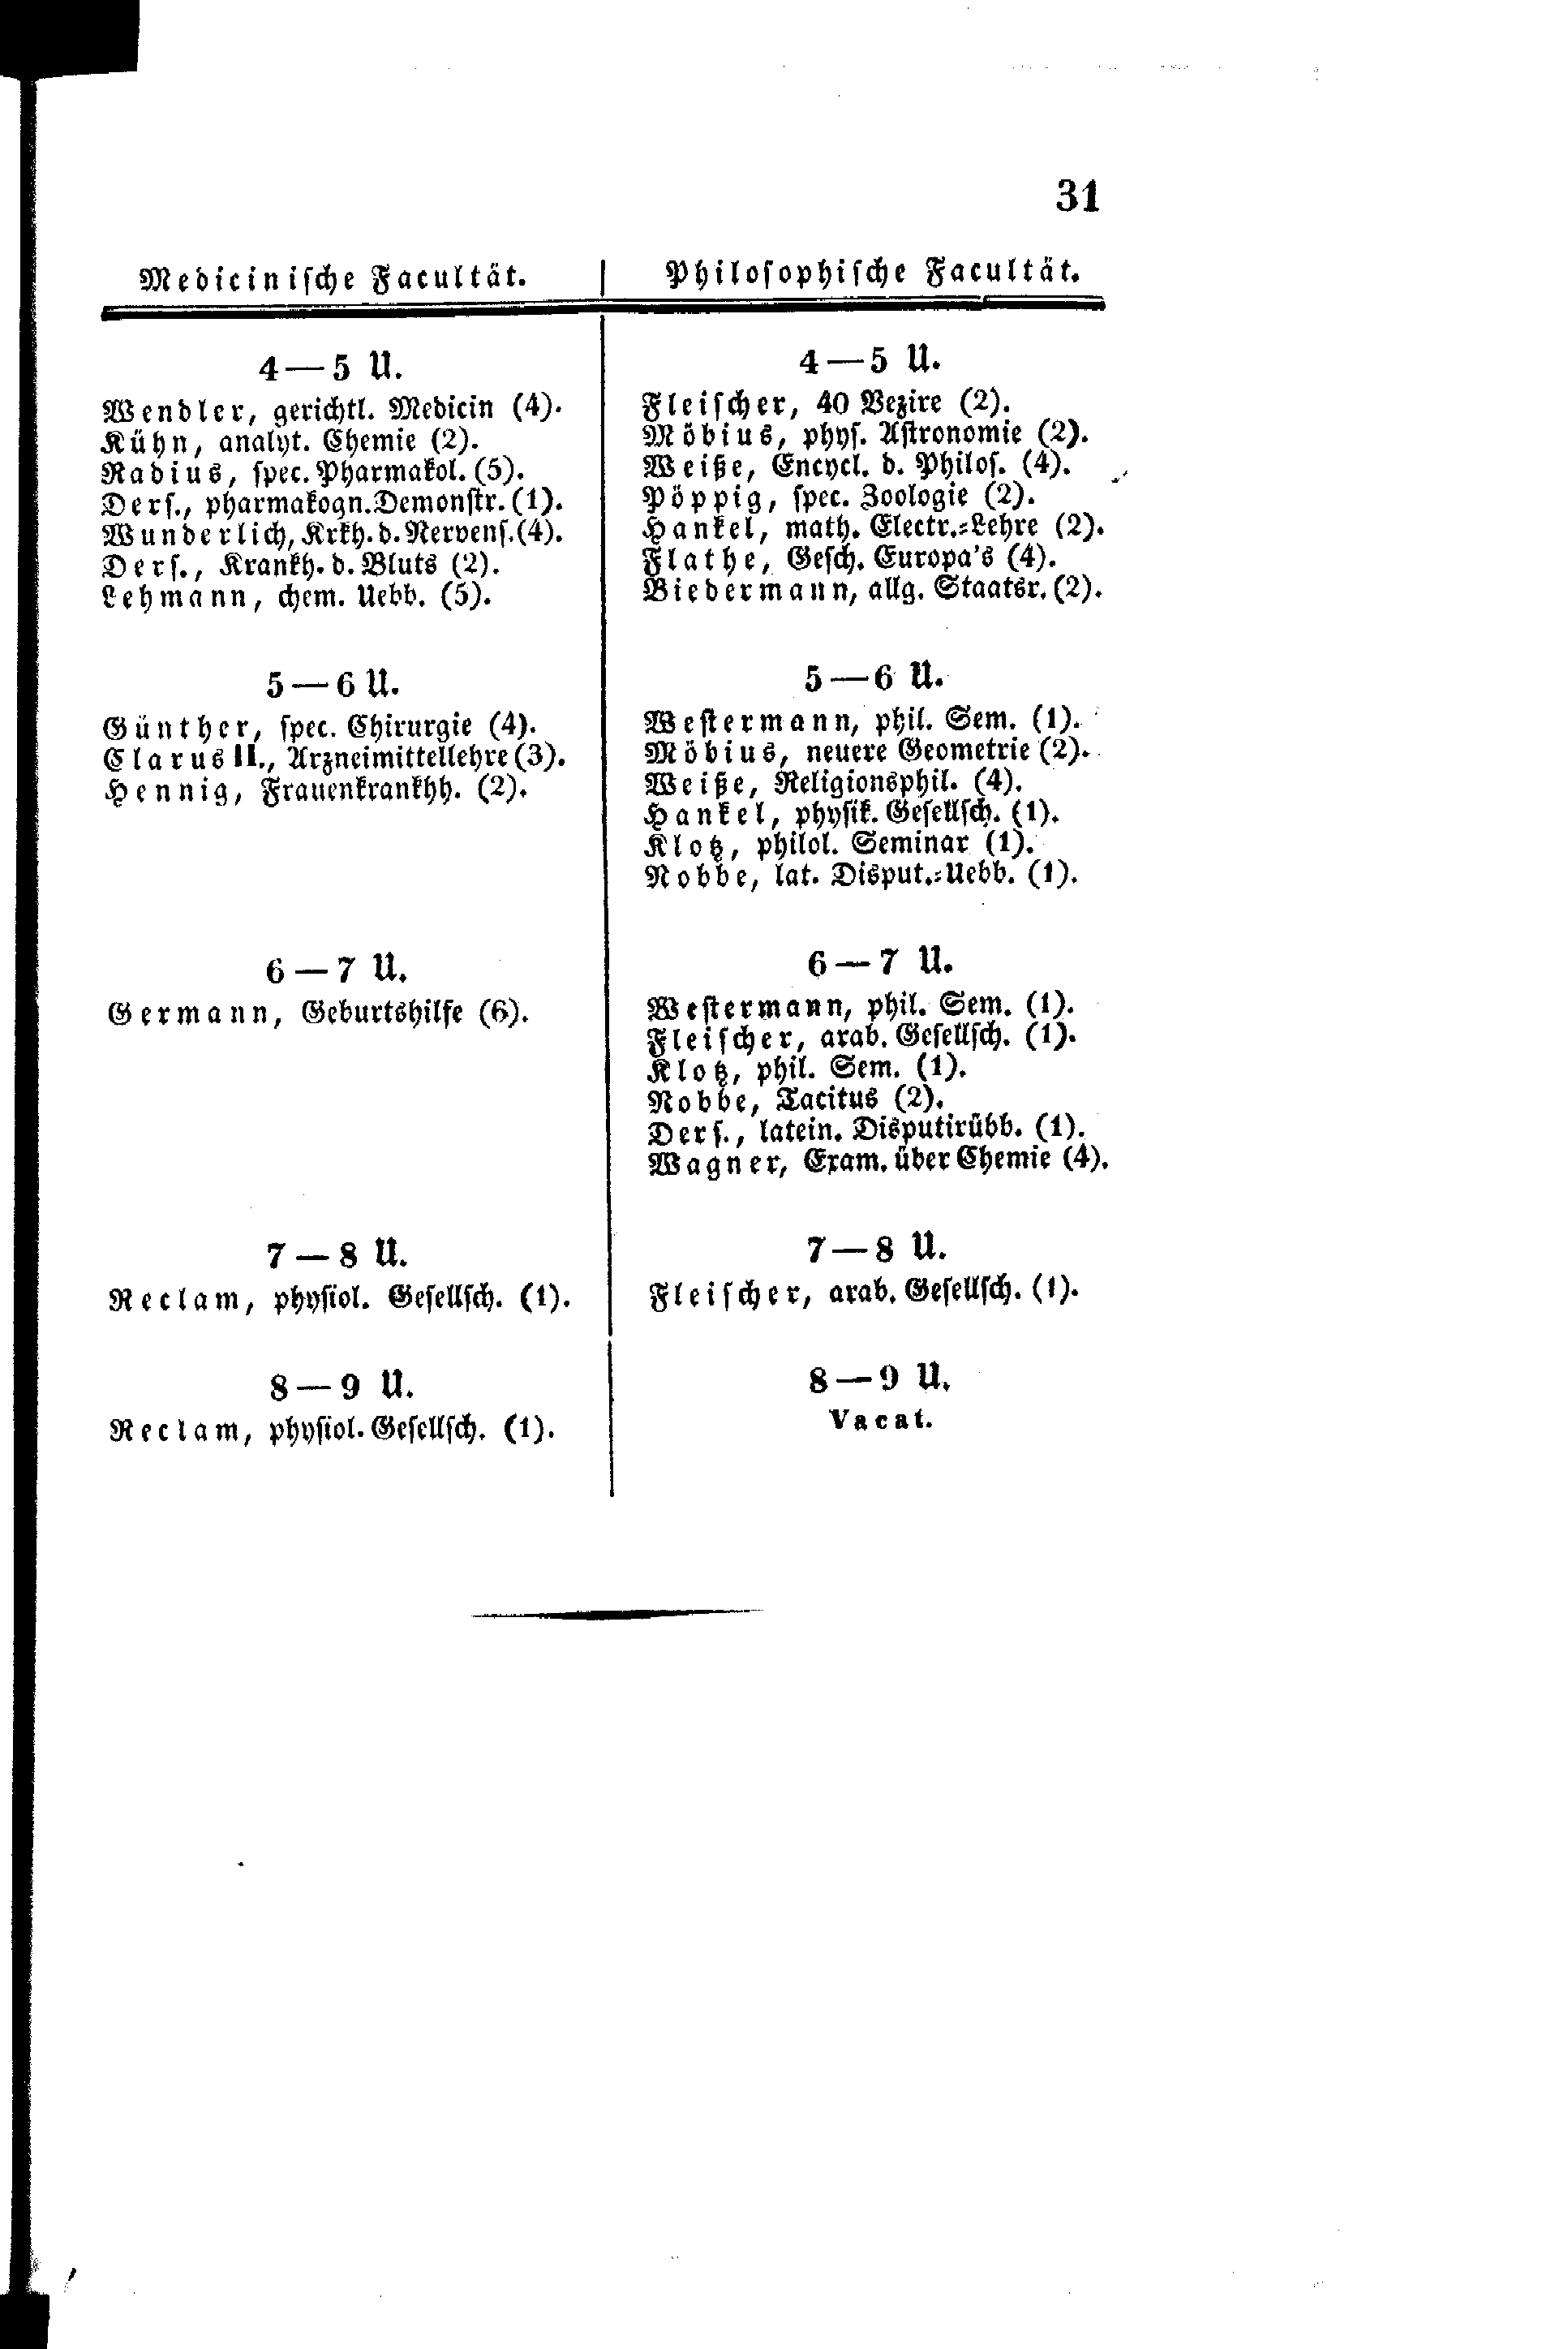 31
Medicinische Facultät.
4—5 U.
Wendler, gerichtl. Medicin (4).
Kühn, analyt. Chemie (2).
Radius, spec. Pharmakol. (5).
Ders., pharmakogn. Demonstr. (1).
Wunderlich, Krkh. d. Nervens. (4).
Ders., Krankh. d. Bluts (2).
Lehmann, chem. Uebb. (5).
5—6 U.
Günther, spec. Chirurgie (4).
Clarus II., Arzneimittellehre (3).
Hennig, Frauenkrankhh. (2).
6—7 U.
Germann, Geburtshilfe (6).
7—8 U.
Reclam, physiol. Gesellsch. (1).
8—9 U.
Reclam, physiol. Gesellsch. (1).
Philosophische Facultät.
4—5 U.
Fleischer, 40 Vezire (2).
Möbius, phys. Astronomie (2).
Weiße, Encycl. d. Philos. (4).
Pöppig, spec. Zoologie (2).
Hankel, math. Electr.-Lehre (2).
Flathe, Gesch. Europa's (4).
Biedermann, allg. Staatsr. (2).
5—6 U.
Westermann, phil. Sem. (1).
Möbius, neuere Geometrie (2).
Weiße, Religionsphil. (4).
Hankel, physik. Gesellsch. (1).
Klotz, philol. Seminar (1).
Nobbe, lat. Disput.-Uebb. (1).
6—7 U.
Westermann, phil. Sem. (1).
Fleischer, arab. Gesellsch. (1).
Klotz, phil. Sem. (1).
Nobbe, Tacitus (2).
Ders., latein. Disputirübb. (1).
Wagner, Exam. über Chemie (4).
7—8 U.
Fleischer, arab. Gesellsch. (1).
8—9 U.
Vacat.